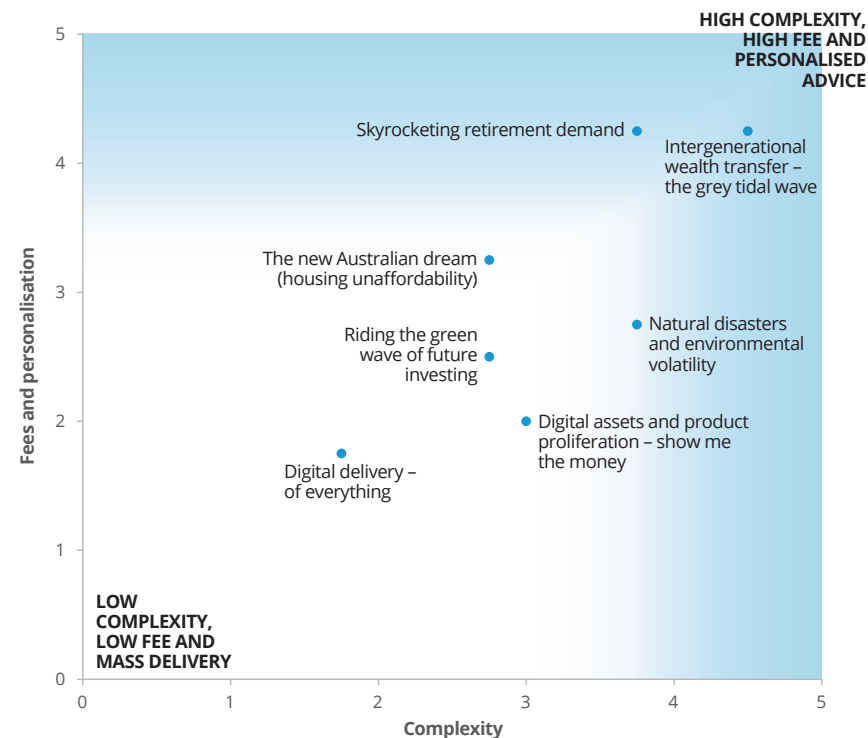 HIGH COMPLEXITY,
HIGH FEE AND
PERSONALISED
ADVICE
5
4
3
2
1
0
Fees and personalisation
Skyrocketing retirement demand
Intergenerational
wealth transfer –
the grey tidal wave
The new Australian dream
(housing unaffordability)
Natural disasters
and environmental
volatility
Riding the green
wave of future
investing
Digital assets and product
proliferation – show me
the money
Digital delivery –
of everything
LOW
COMPLEXITY,
LOW FEE AND
MASS DELIVERY
0
1
2
3
4
5
Complexity